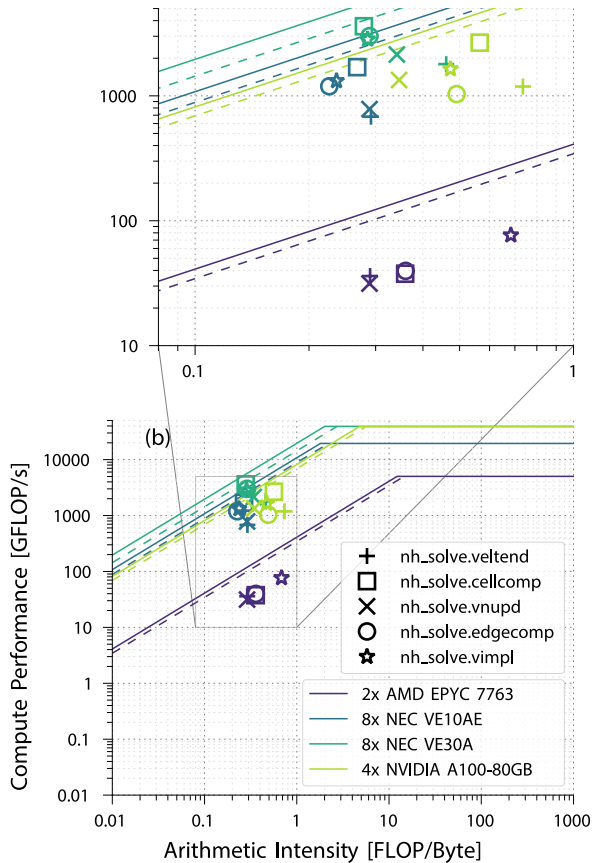 1000
100
10
0.1
1
(b)
10000
1000
100
10
1
0.1
0.01
Compute Performance [GFLOP/s]
nh_solve.veltend
nh_solve.cellcomp
nh_solve.vnupd
nh_solve.edgecomp
nh_solve.vimpl
2x AMD EPYC 7763
8x NEC VE10AE
8x NEC VE30A
4x NVIDIA A100-80GB
0.01
0.1
1
10
100
1000
Arithmetic Intensity [FLOP/Byte]